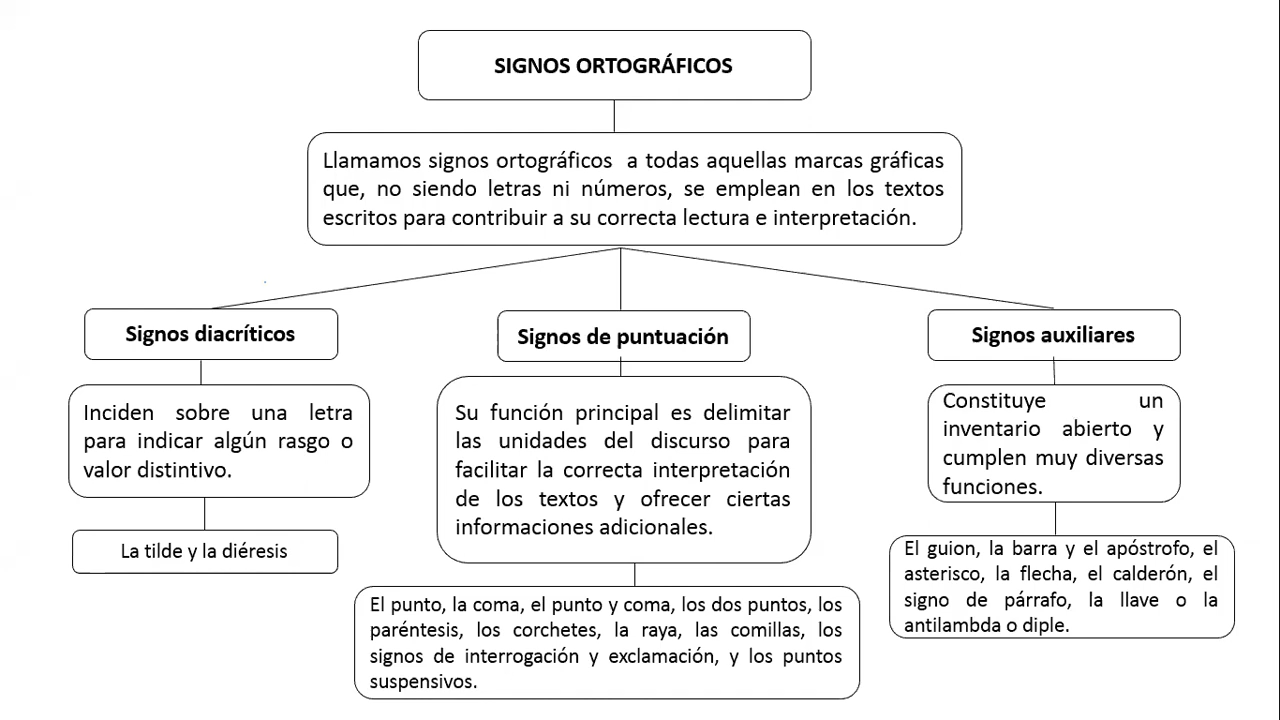 SIGNOS ORTOGRÁFICOS
Llamamos signos ortográficos a todas aquellas marcas gráficas
que, no siendo letras ni números, se emplean en los textos
escritos para contribuir a su correcta lectura e interpretación.
Signos diacríticos
Inciden sobre una letra
para indicar algún rasgo o
valor distintivo.
La tilde y la diéresis
Signos de puntuación
Su función principal es delimitar
las unidades del discurso para
facilitar la correcta interpretación
de los textos y ofrecer ciertas
informaciones adicionales.
El punto, la coma, el punto y coma, los dos puntos, los
paréntesis, los corchetes, la raya, las comillas, los
signos de interrogación y exclamación, y los puntos
suspensivos.
Signos auxiliares
Constituye un
inventario abierto y
cumplen muy diversas
funciones.
El guion, la barra y el apóstrofo, el
asterisco, la flecha, el calderón, el
signo de párrafo, la llave o la
antilambda o diple.